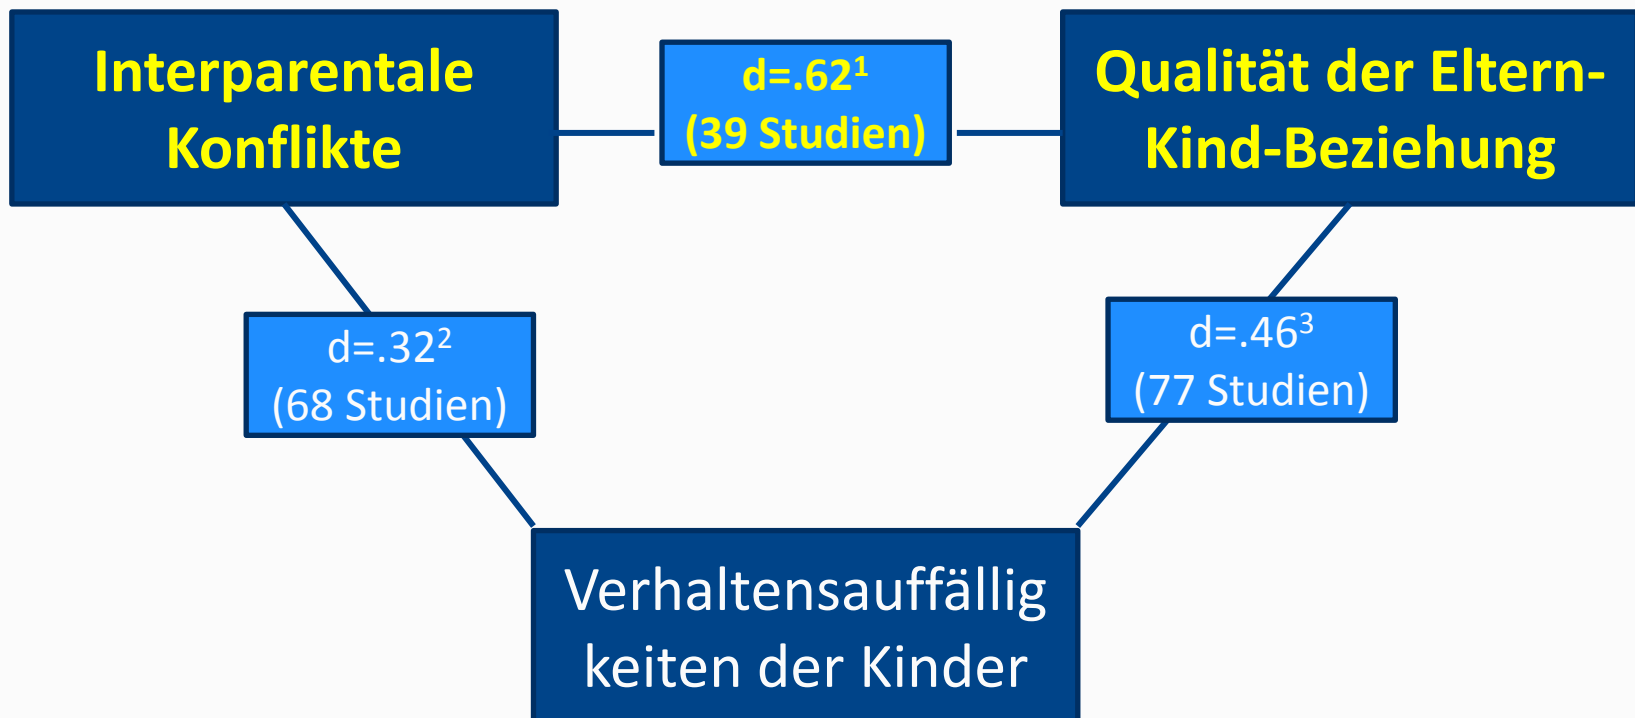 Interparentale
Konflikte
d=.62¹
(39 Studien)
Qualität der Eltern-
Kind-Beziehung
d=.32²
(68 Studien)
d=.46³
(77 Studien)
Verhaltensauffällig
keiten der Kinder